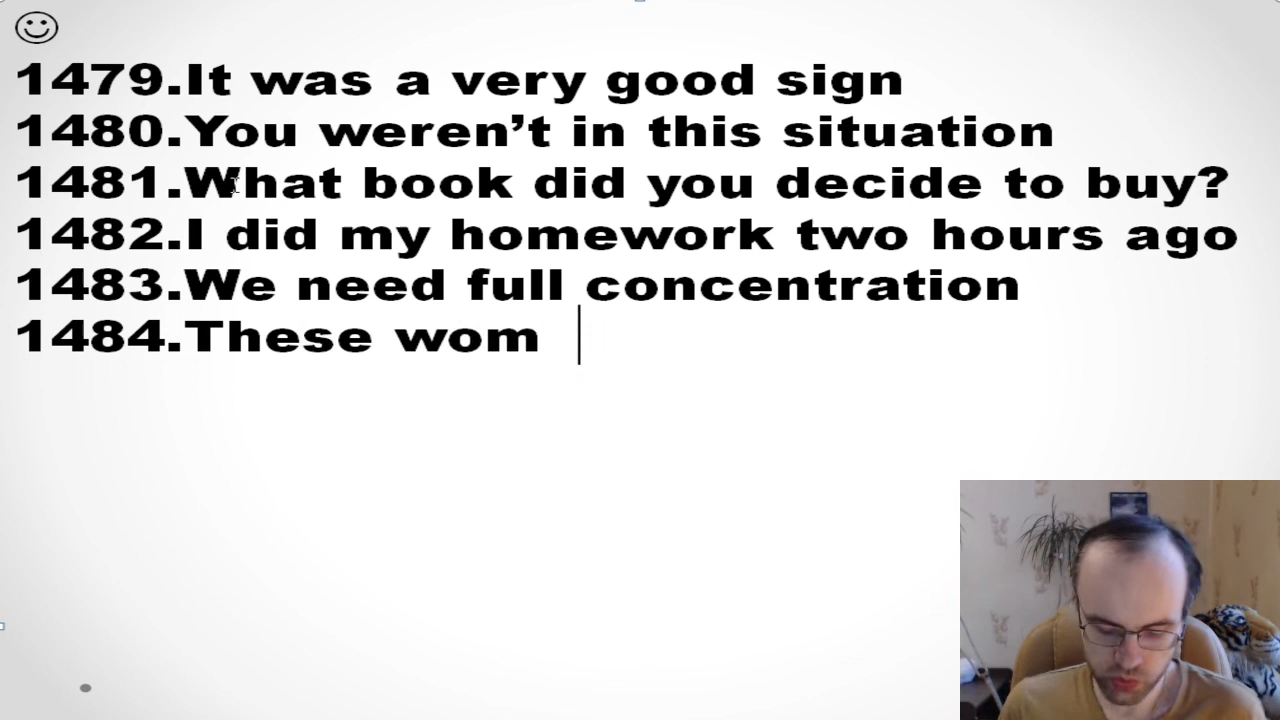 1479.It was a very good sign
1480.You weren’t in this situation
1481.What book did you decide to buy?
1482.I did my homework two hours ago
1483.We need full concentration
1484.These wom